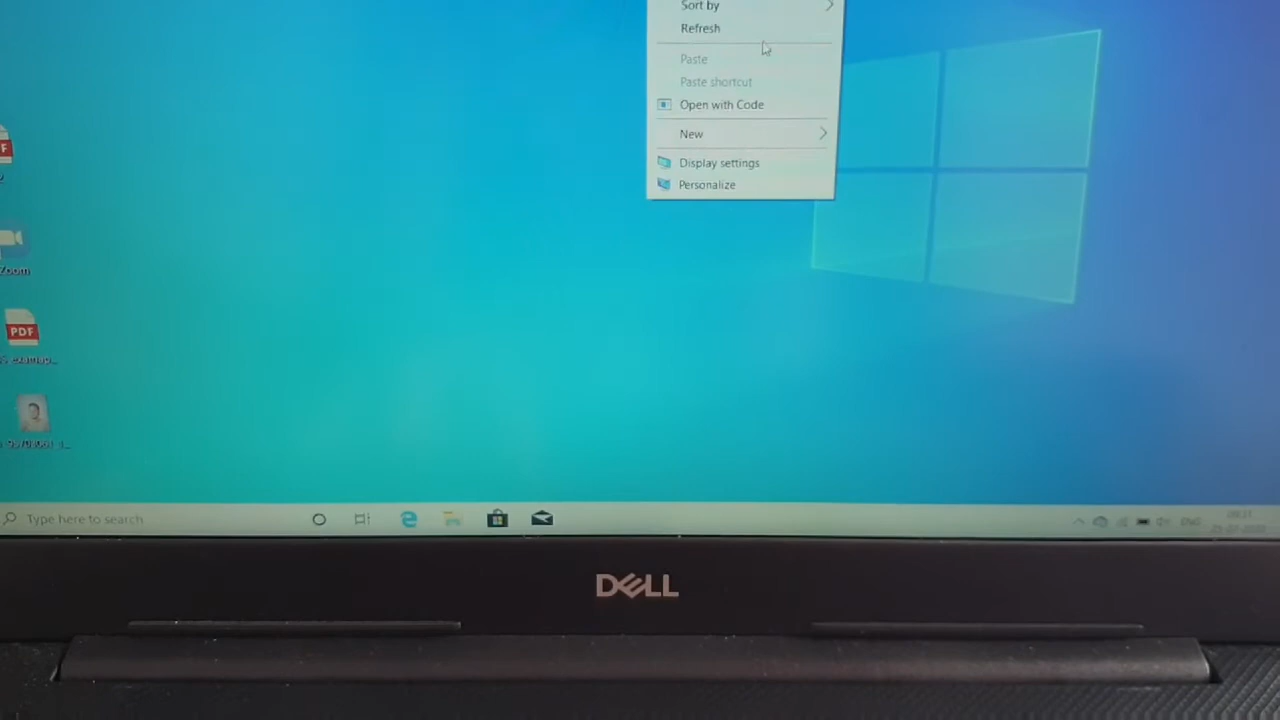 Sort by
Refresh
Paste
Paste shortcut
Open with Code
New
Display settings
Personalize
Zoom
PDF
Type here to search
ENG
DELL